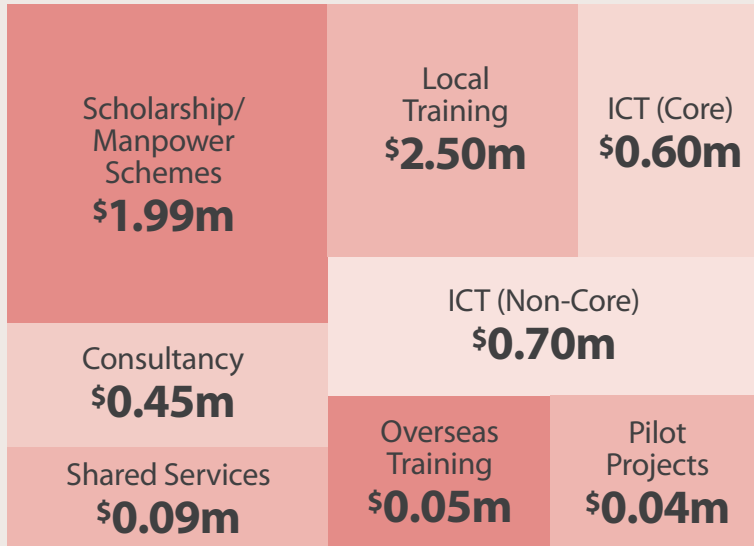 Scholarship/
Manpower
Schemes
$1.99m
Local
Training
$2.50m
ICT (Core)
$0.60m
ICT (Non-Core)
$0.70m
Consultancy
$0.45m
Shared Services
$0.09m
Overseas
Training
$0.05m
Pilot
Projects
$0.04m